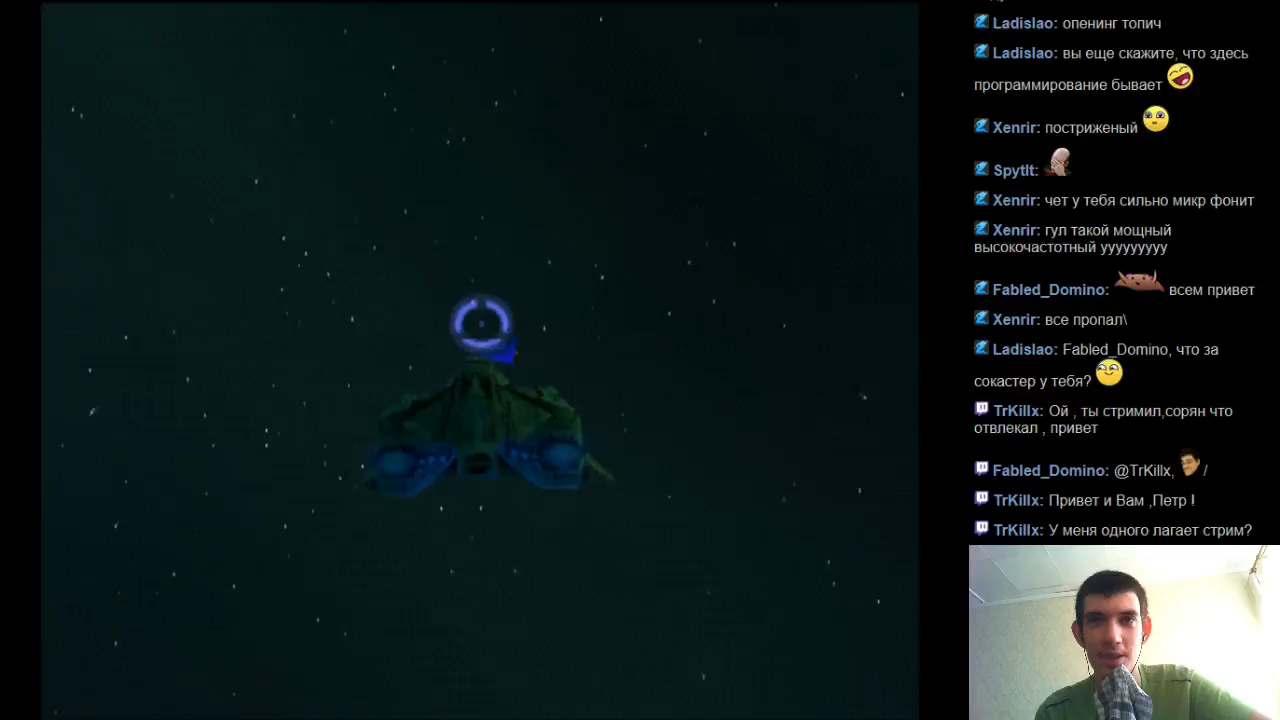 Ladislao: опенинг топич
Ladislao: вы еще скажите, что здесь
программирование бывает
Xenrir: постриженый
SpytIt:
Xenrir: чет у тебя сильно микр фонит
Xenrir: гул такой мощный
высокочастотный ууууууууу
Fabled_Domino: всем привет
Xenrir: все пропал\
Ladislao: Fabled_Domino, что за
сокастер у тебя?
TrKillx: Ой , ты стримил,сорян что
отвлекал , привет
Fabled_Domino: @TrKillx, /
TrKillx: Привет и Вам ,Петр !
TrKillx: У меня одного лагает стрим?